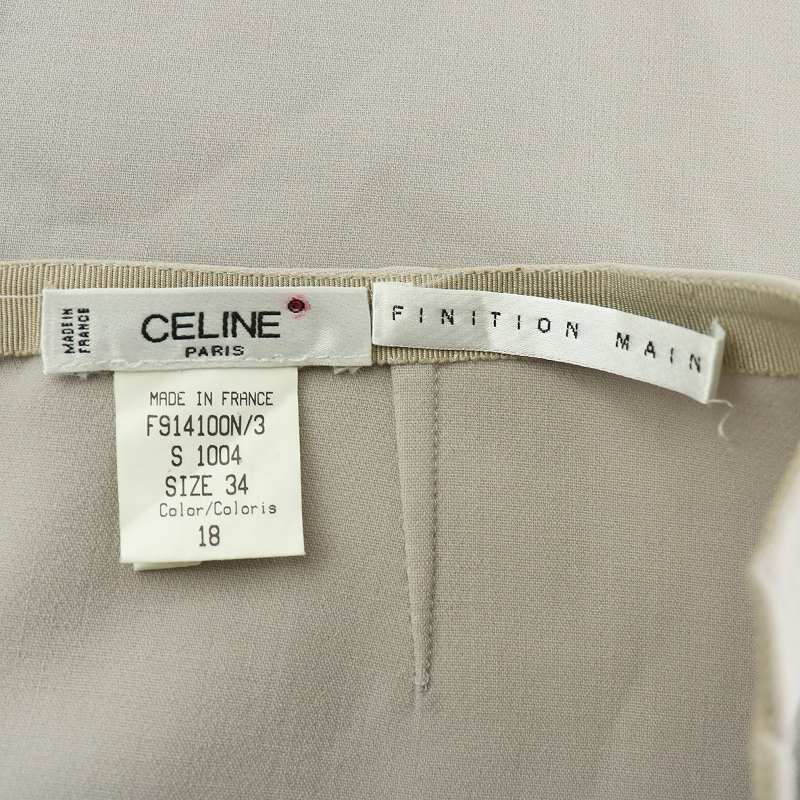 MADE IN
FRANCE
CELINE
PARIS
FINITION MAIN
MADE IN FRANCE
F914100N/3
S 1004
SIZE 34
Color/Coloris
18